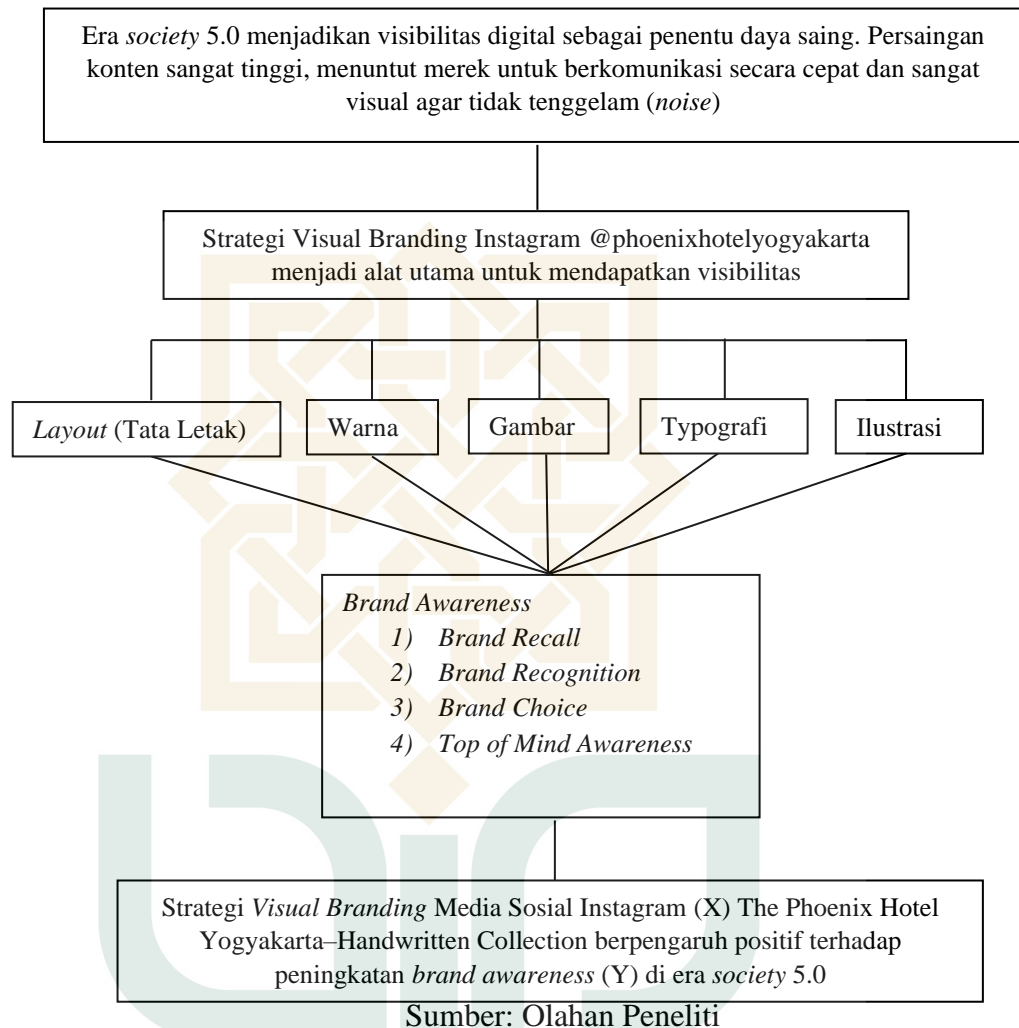 Era society 5.0 menjadikan visibilitas digital sebagai penentu daya saing. Persaingan
konten sangat tinggi, menuntut merek untuk berkomunikasi secara cepat dan sangat
visual agar tidak tenggelam (noise)
Strategi Visual Branding Instagram @phoenixhotelyogyakarta
menjadi alat utama untuk mendapatkan visibilitas
Layout (Tata Letak)
Warna
Gambar
Typografi
Ilustrasi
Brand Awareness
1) Brand Recall
2) Brand Recognition
3) Brand Choice
4) Top of Mind Awareness
Strategi Visual Branding Media Sosial Instagram (X) The Phoenix Hotel
Yogyakarta–Handwritten Collection berpengaruh positif terhadap
peningkatan brand awareness (Y) di era society 5.0
Sumber: Olahan Peneliti